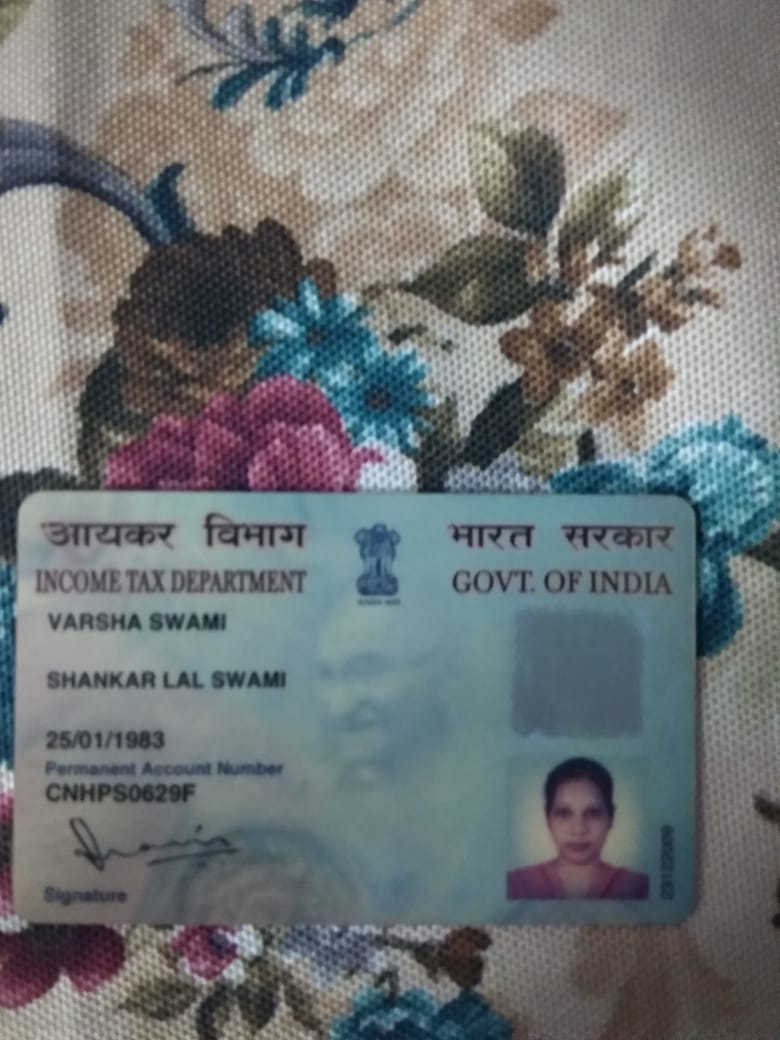 आयकर विभाग
भारत सरकार
INCOME TAX DEPARTMENT
GOVT. OF INDIA
VARSHA SWAMI
SHANKAR LAL SWAMI
25/01/1983
Permanent Account Number
CNHPS0629F
Signature